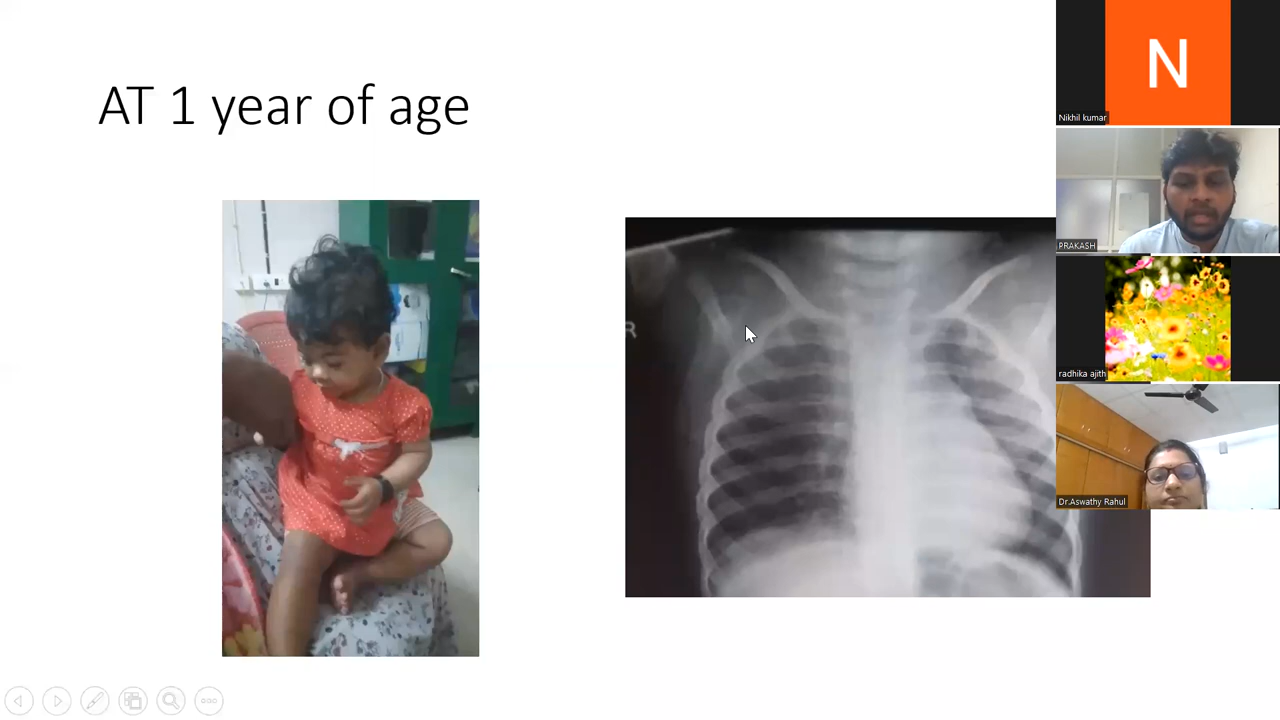 AT 1 year of age
R
N
Nikhil kumar
PRAKASH
radhika ajith
Dr.Aswathy Rahul